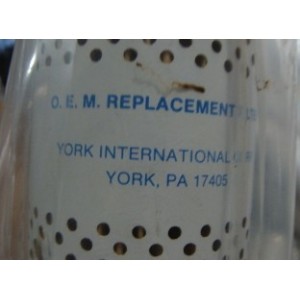 O. E. M. REPLACEMENT
YORK INTERNATIONAL
YORK, PA 17405